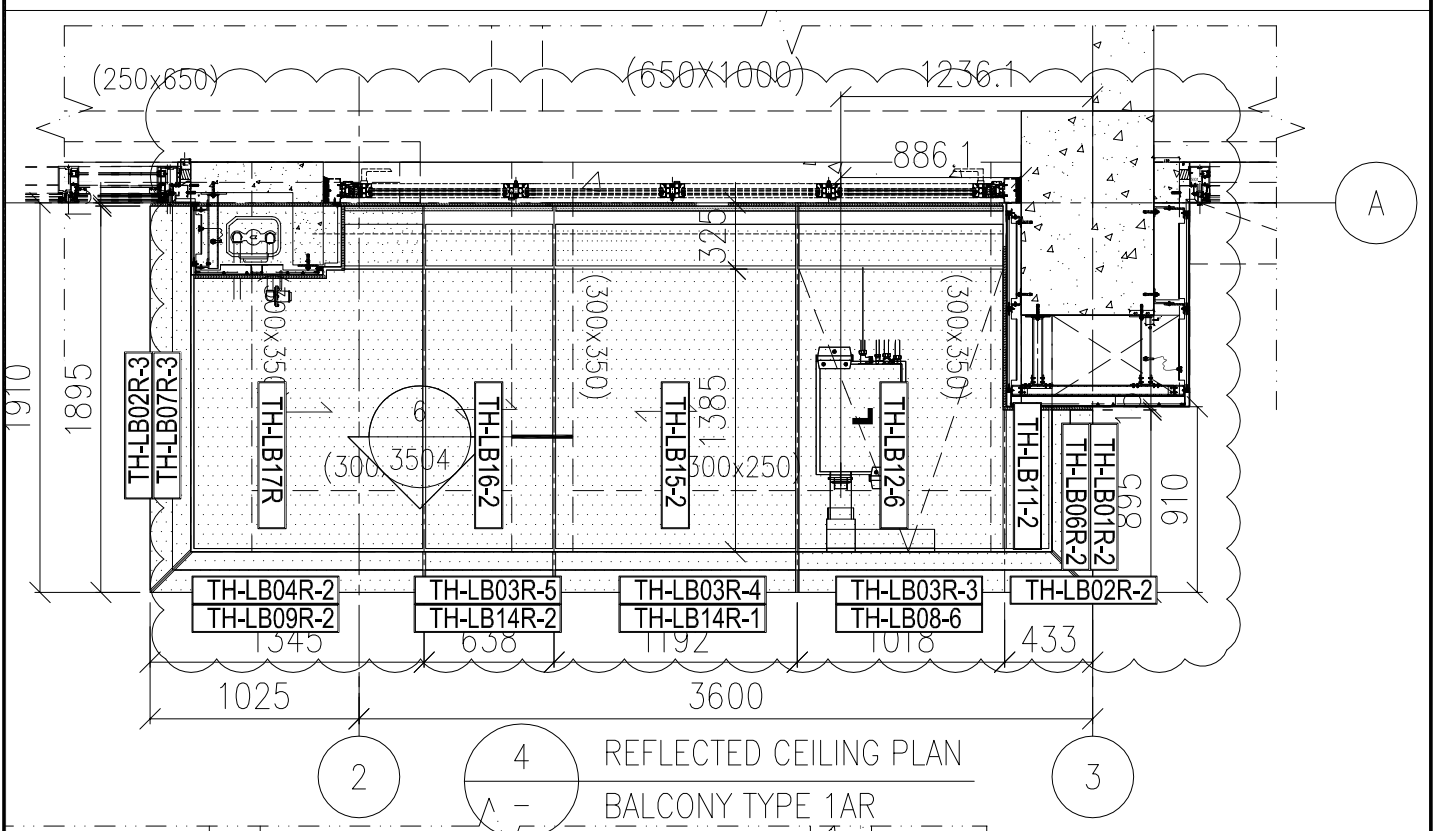 (250x650)
(650X1000)
1236.1
886.1
A
325
(300x350)
(300x350)
1910
1895
1385
TH-LB02R-3
TH-LB07R-3
TH-LB17R
6
3504
TH-LB16-2
TH-LB15-2
300x250)
TH-LB12-6
TH-LB11-2
TH-LB06R-2
TH-LB01R-2
895
910
TH-LB04R-2
TH-LB09R-2
TH-LB03R-5
TH-LB14R-2
TH-LB03R-4
TH-LB14R-1
TH-LB03R-3
TH-LB08-6
TH-LB02R-2
1345
638
1192
1018
433
1025
3600
2
4
REFLECTED CEILING PLAN
BALCONY TYPE 1AR
3